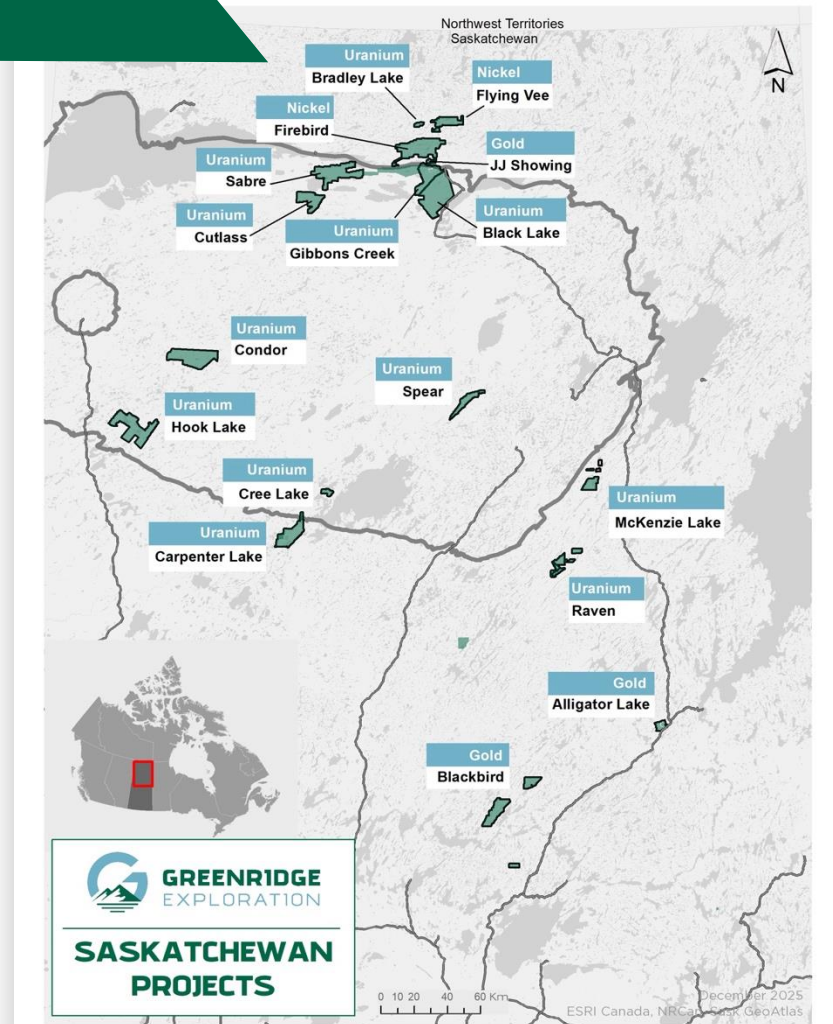 Northwest Territories
Saskatchewan
N
Uranium
Bradley Lake
Nickel
Flying Vee
Nickel
Firebird
Gold
JJ Showing
Uranium
Sabre
Uranium
Cutlass
Uranium
Gibbons Creek
Uranium
Black Lake
Uranium
Condor
Uranium
Spear
Uranium
Hook Lake
Uranium
Cree Lake
Uranium
McKenzie Lake
Uranium
Carpenter Lake
Uranium
Raven
Gold
Alligator Lake
Gold
Blackbird
GREENRIDGE
EXPLORATION
SASKATCHEWAN
PROJECTS
0 10 20 40 60 Km
December 2025
ESRI Canada, NRCan, Sask GeoAtlas